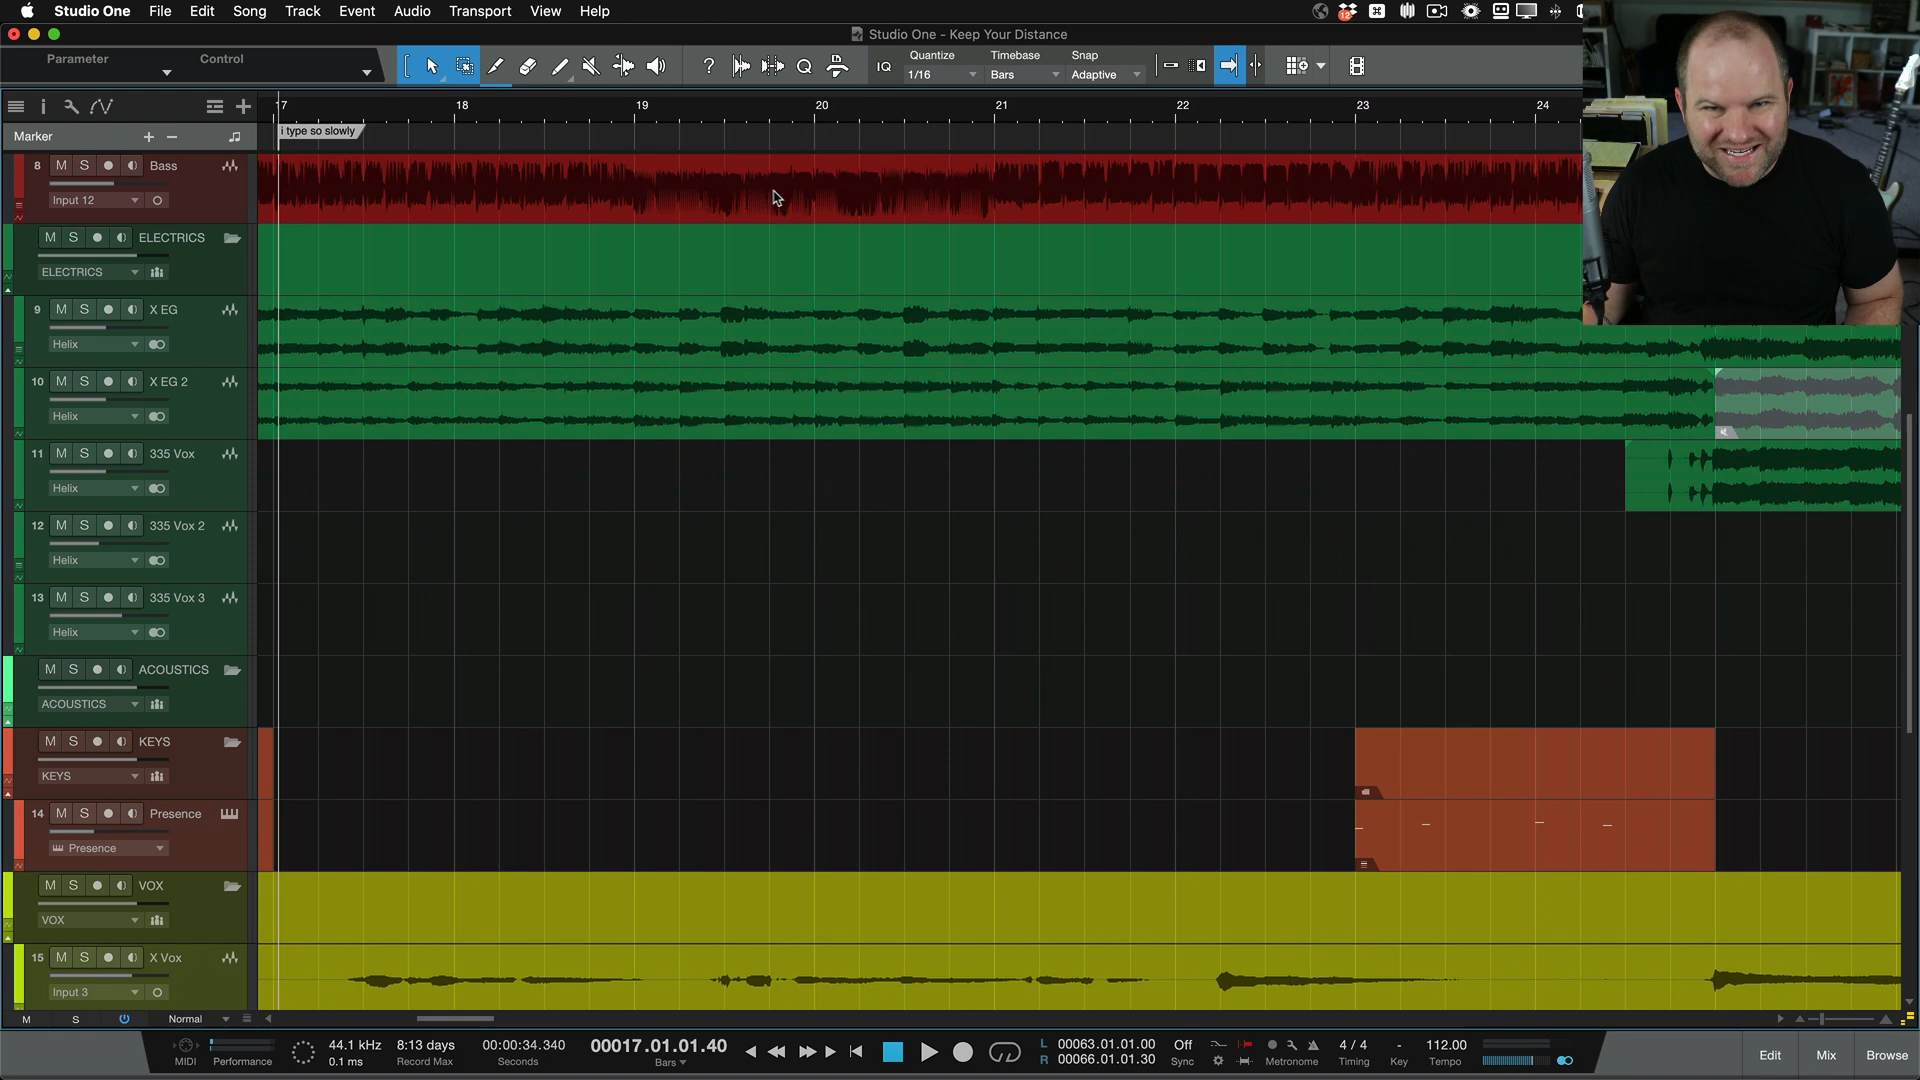 Studio One File Edit Song Track Event Audio Transport View Help
12
Studio One - Keep Your Distance
Parameter Control
Quantize Timebase Snap
IQ 1/16 Bars Adaptive
17 18 19 20 21 22 23 24
Marker
i type so slowly
8 M S Bass
Input 12
M S ELECTRICS
ELECTRICS
9 M S X EG
Helix
10 M S X EG 2
Helix
11 M S 335 Vox
Helix
12 M S 335 Vox 2
Helix
13 M S 335 Vox 3
Helix
M S ACOUSTICS
ACOUSTICS
M S KEYS
KEYS
14 M S Presence
Presence
M S VOX
VOX
15 M S X Vox
Input 3
M S Normal
44.1 kHz 8:13 days 00:00:34.340 00017.01.01.40 L 00063.01.01.00 Off 4 / 4 - 112.00
MIDI Performance 0.1 ms Record Max Seconds Bars R 00066.01.01.30 Sync Metronome Timing Key Tempo
Edit Mix Browse